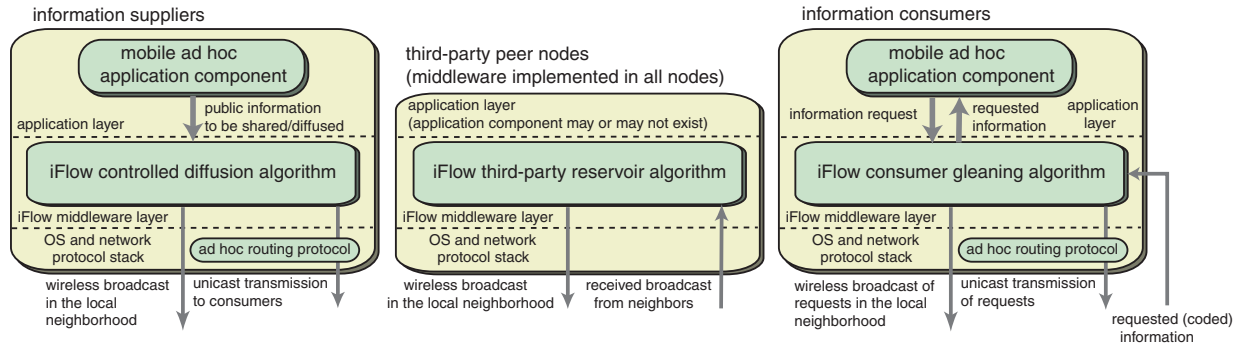 information suppliers
mobile ad hoc
application component
public information
to be shared/diffused
application layer
iFlow controlled diffusion algorithm
iFlow middleware layer
OS and network
protocol stack
ad hoc routing protocol
wireless broadcast
in the local
neighborhood
unicast transmission
to consumers
third-party peer nodes
(middleware implemented in all nodes)
application layer
(application component may or may not exist)
iFlow third-party reservoir algorithm
iFlow middleware layer
OS and network
protocol stack
wireless broadcast
in the local neighborhood
received broadcast
from neighbors
information consumers
mobile ad hoc
application component
information request
requested
information
application
layer
iFlow consumer gleaning algorithm
iFlow middleware layer
OS and network
protocol stack
ad hoc routing protocol
wireless broadcast of
requests in the local
neighborhood
unicast transmission
of requests
requested (coded)
information